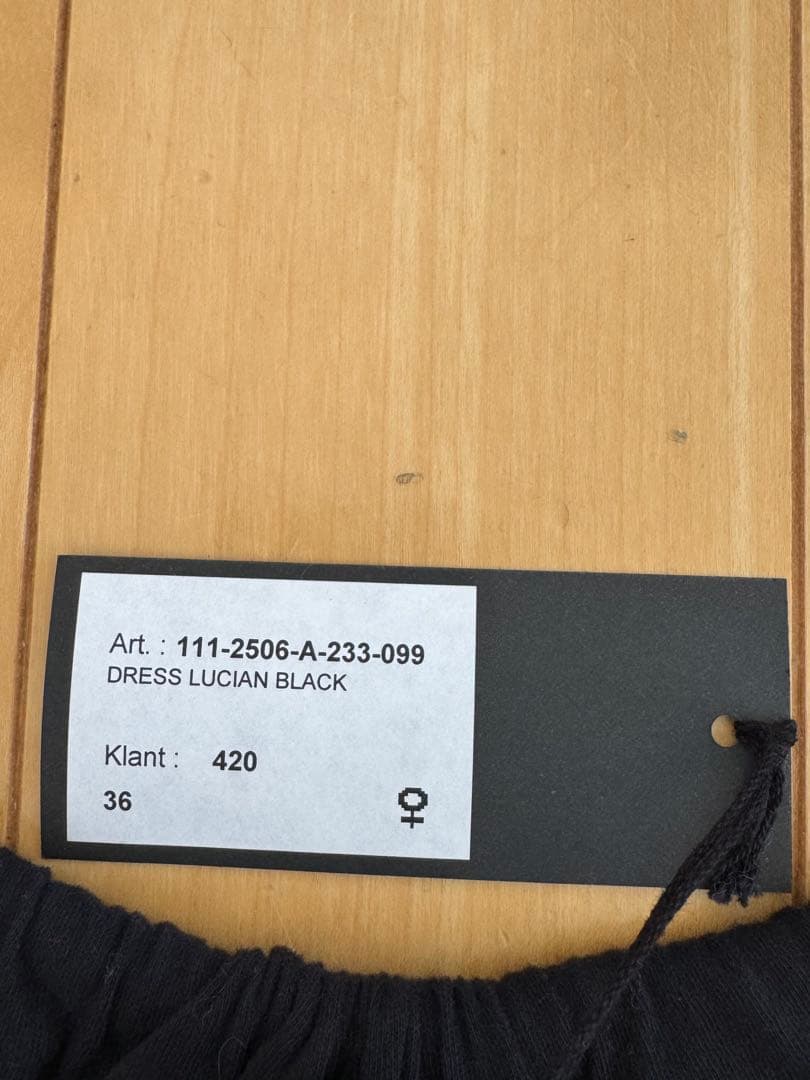 Art. : 111-2506-A-233-099
DRESS LUCIAN BLACK
Klant : 420
36